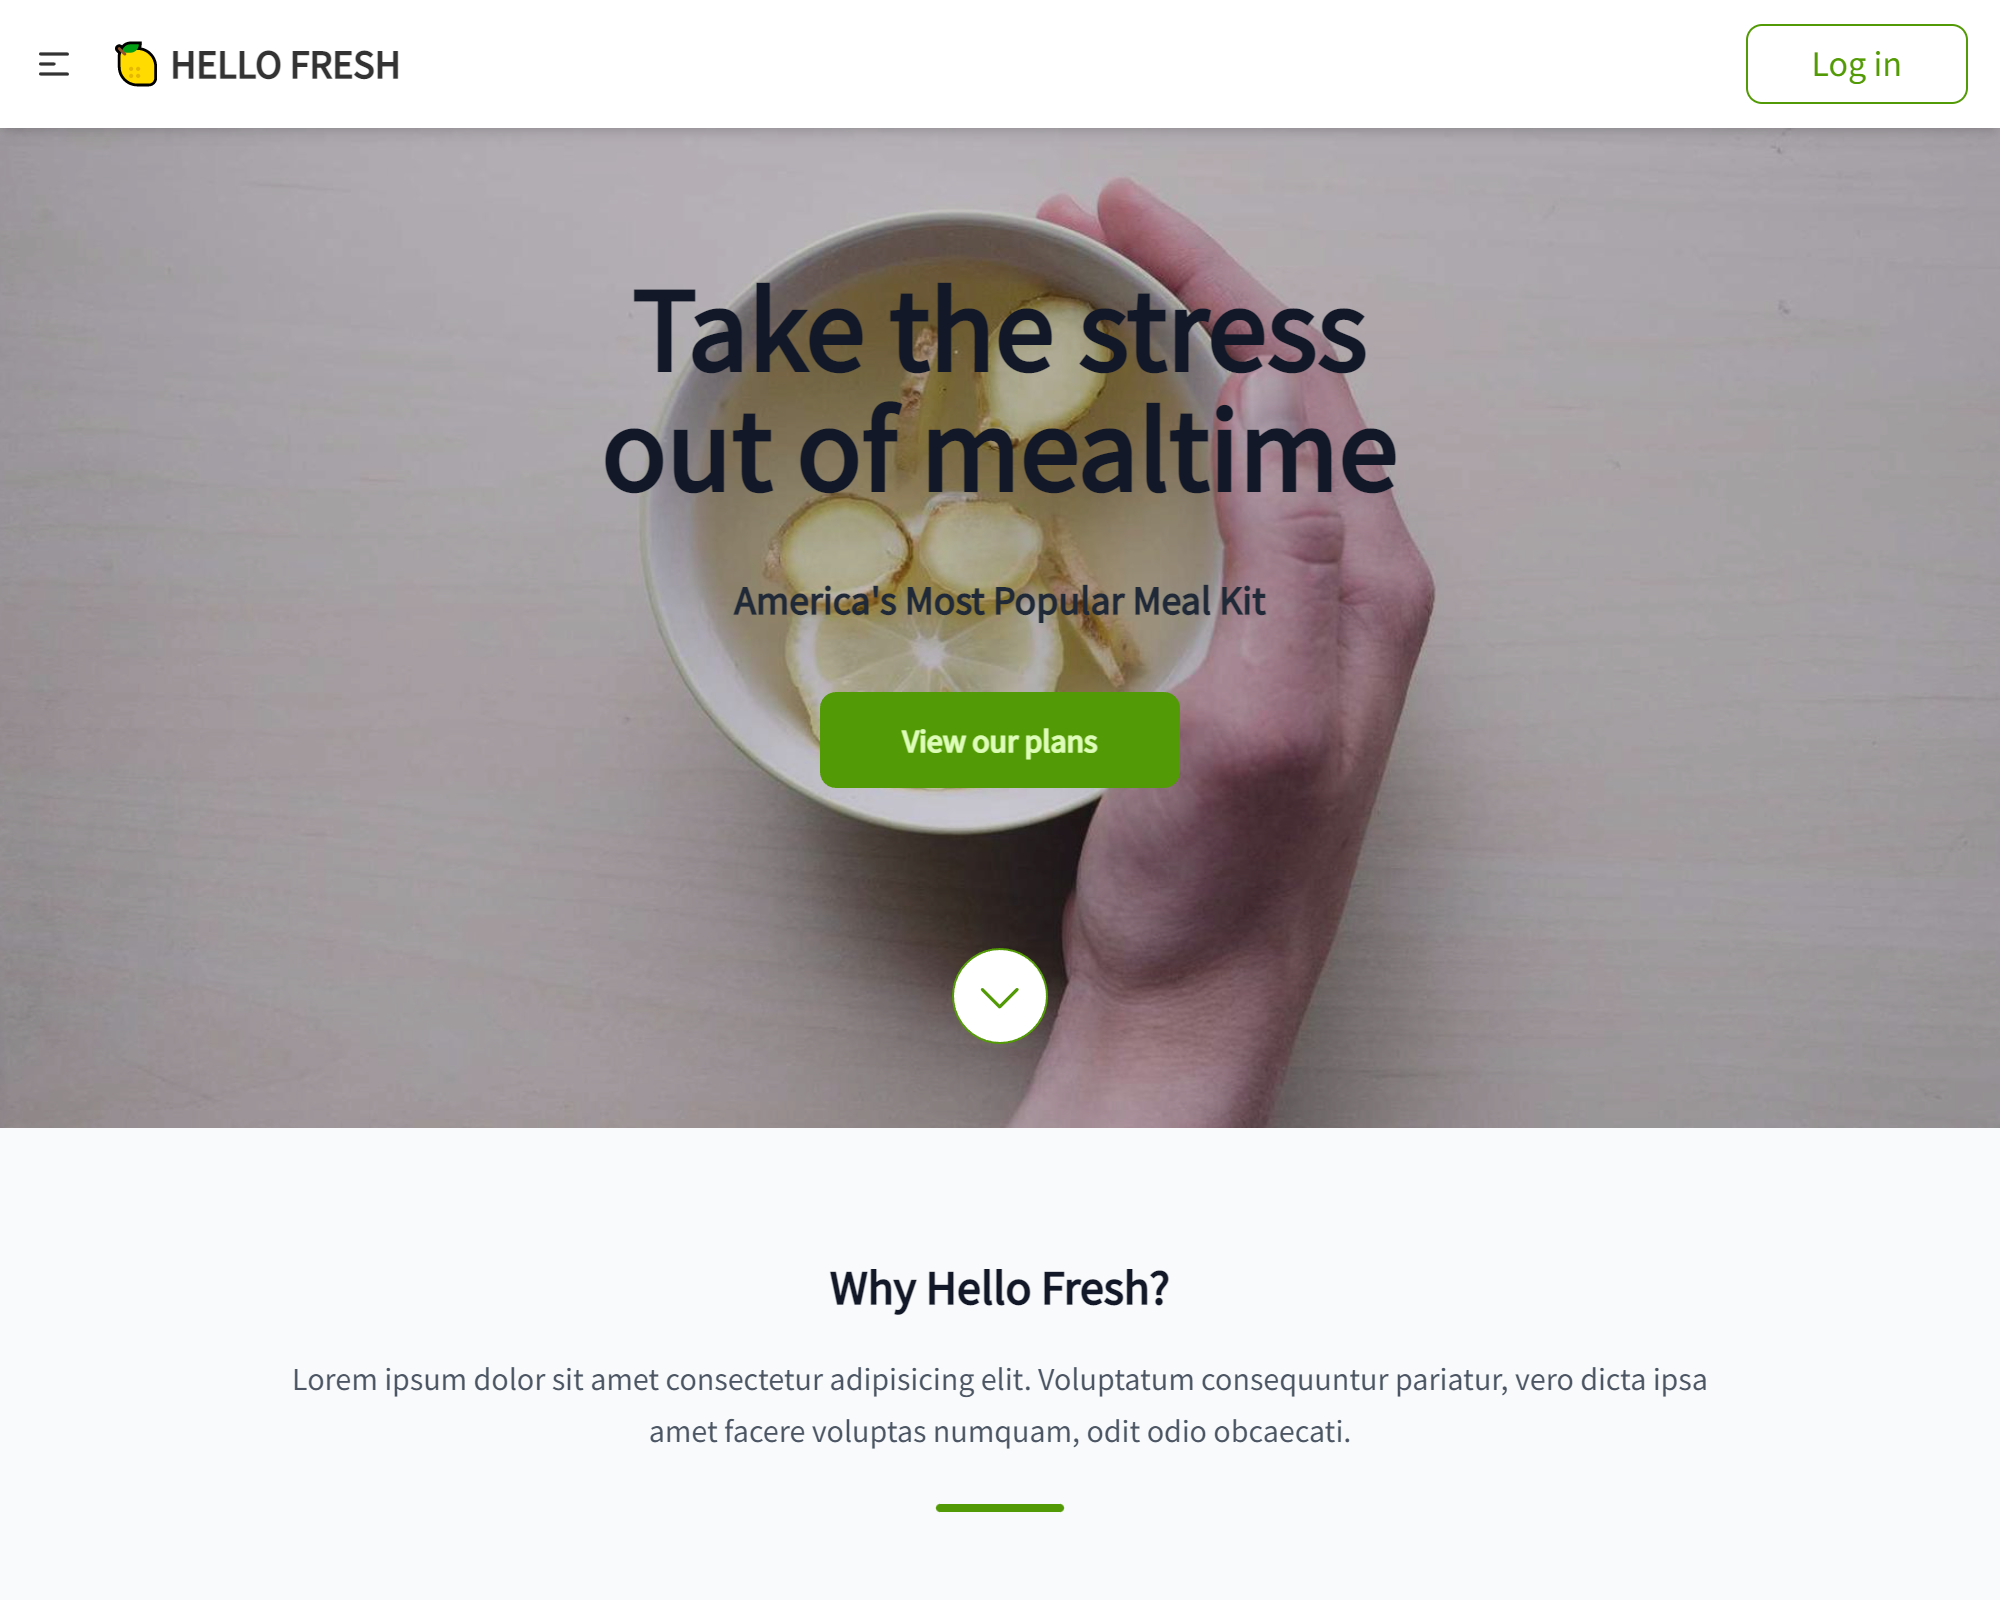 HELLO FRESH
Log in
Take the stress
out of mealtime
America's Most Popular Meal Kit
View our plans
Why Hello Fresh?
Lorem ipsum dolor sit amet consectetur adipisicing elit. Voluptatum consequuntur pariatur, vero dicta ipsa
amet facere voluptas numquam, odit odio obcaecati.